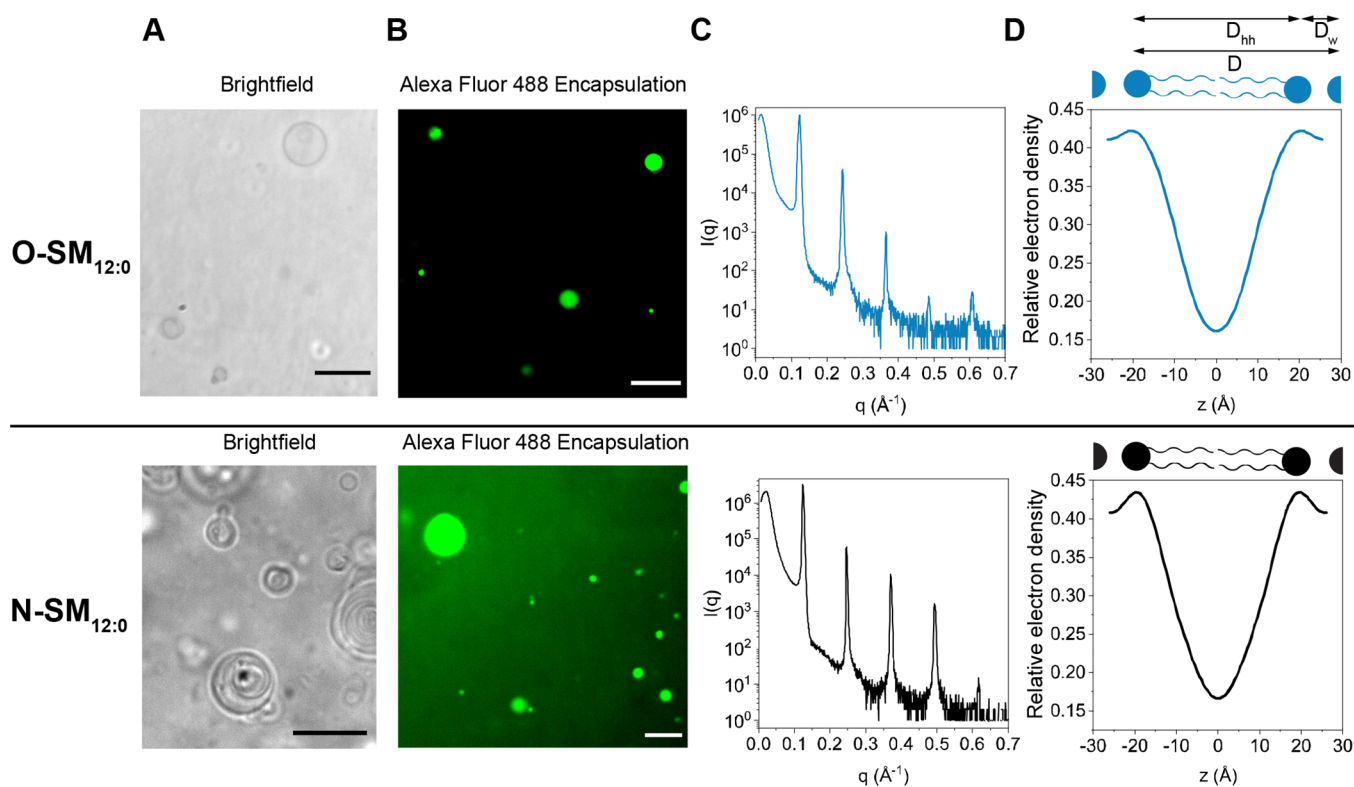 A
B
C
D
D_hh
D_w
D
Brightfield
Alexa Fluor 488 Encapsulation
O-SM_12:0
10^6
10^5
10^4
10^3
10^2
10^1
10^0
I(q)
0.0 0.1 0.2 0.3 0.4 0.5 0.6 0.7
q (Å^-1)
0.45
0.40
0.35
0.30
0.25
0.20
0.15
Relative electron density
-30 -20 -10 0 10 20 30
z (Å)
Brightfield
Alexa Fluor 488 Encapsulation
N-SM_12:0
10^6
10^5
10^4
10^3
10^2
10^1
10^0
I(q)
0.0 0.1 0.2 0.3 0.4 0.5 0.6 0.7
q (Å^-1)
0.45
0.40
0.35
0.30
0.25
0.20
0.15
Relative electron density
-30 -20 -10 0 10 20 30
z (Å)